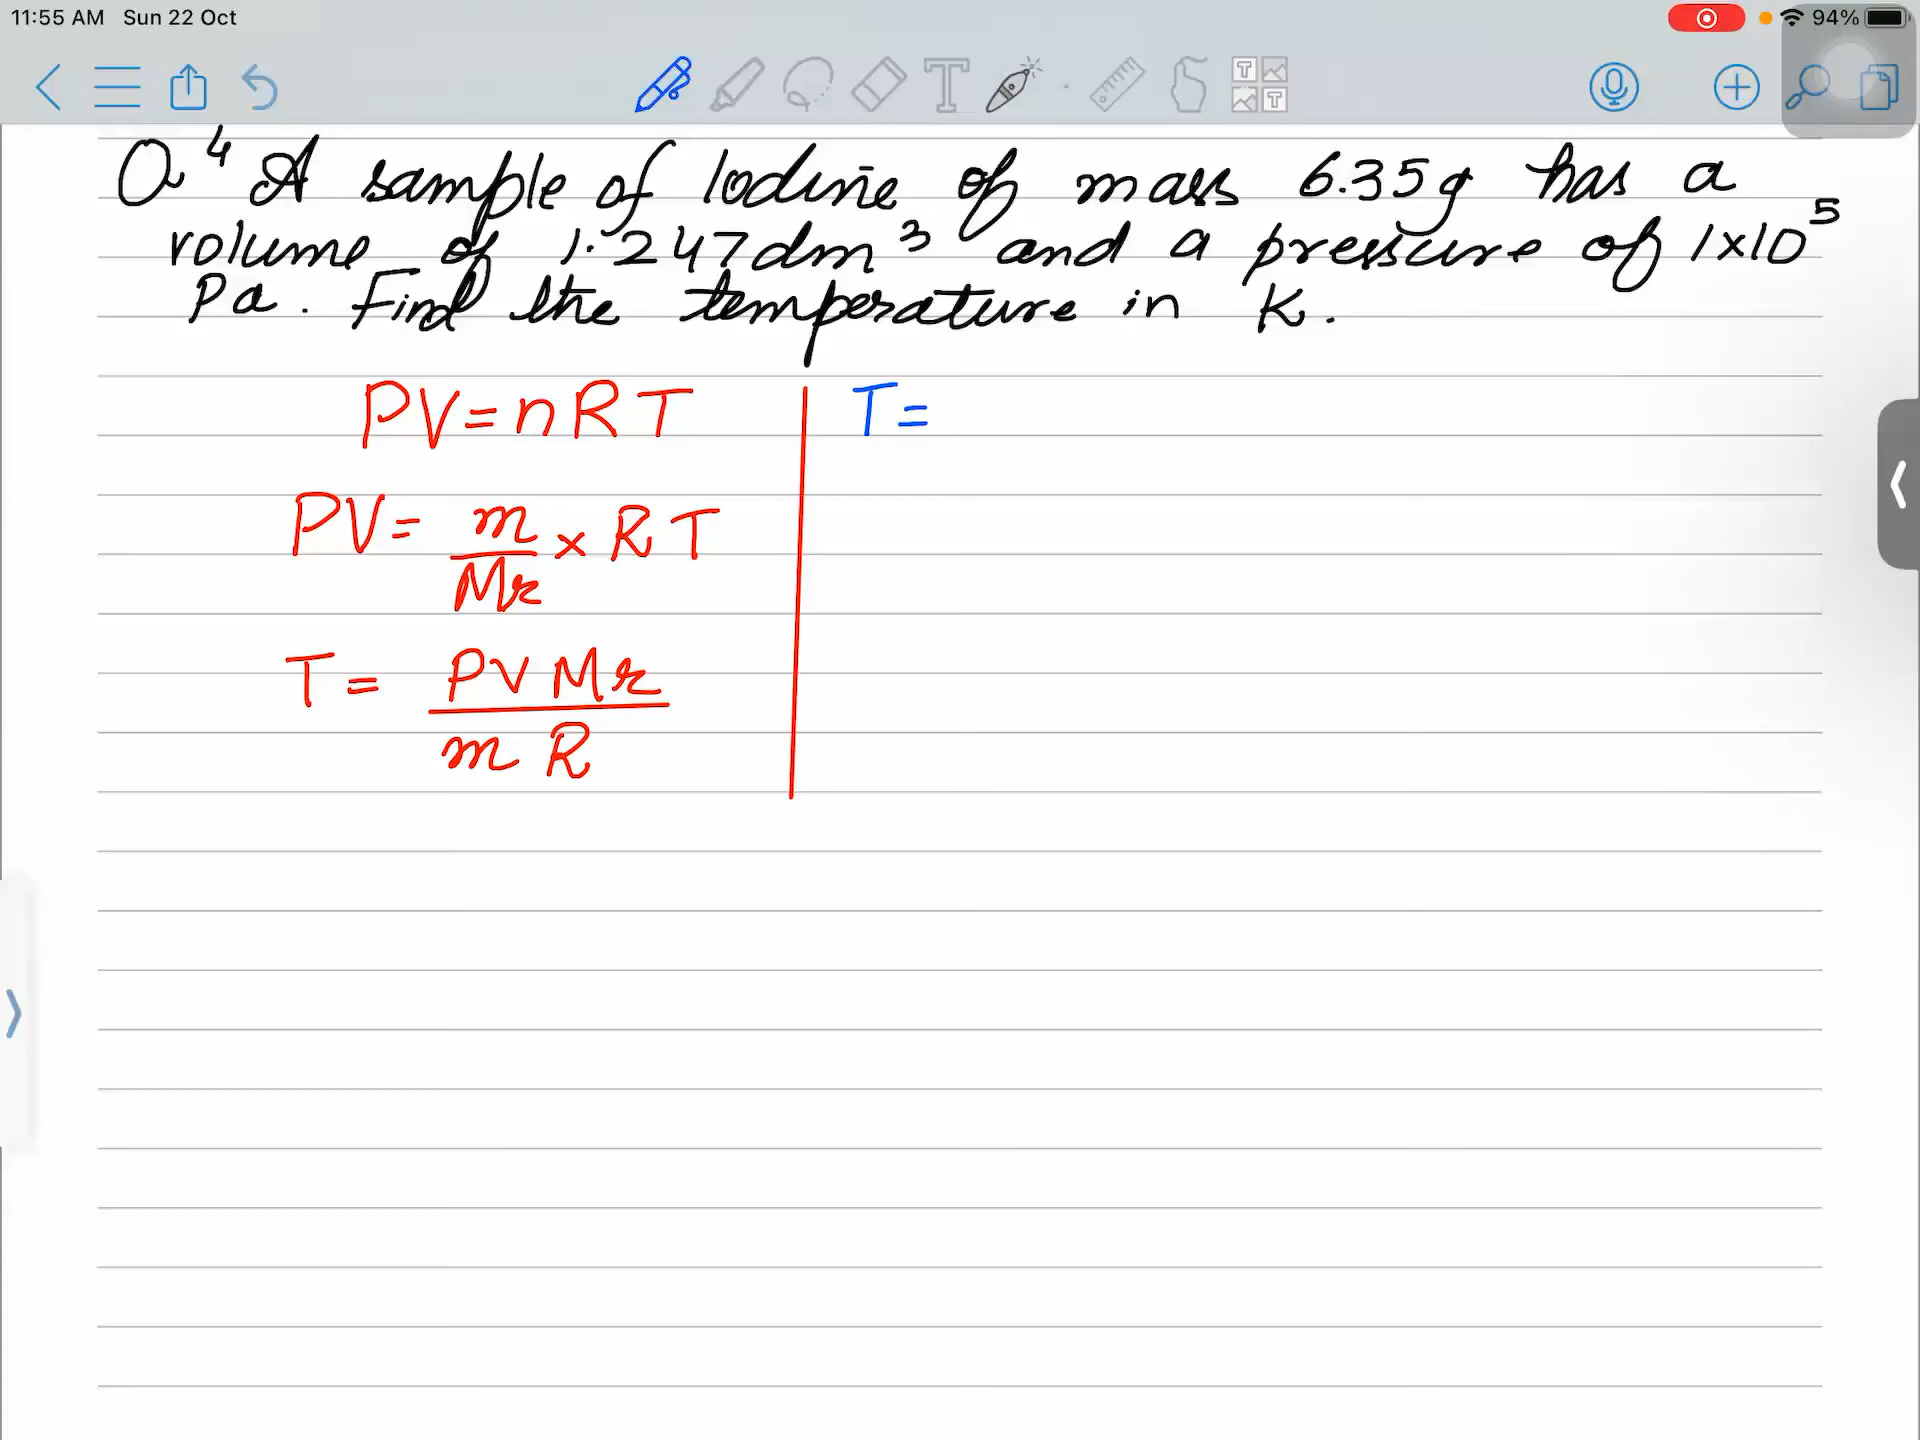 11:55 AM Sun 22 Oct 94%
Q4 A sample of Iodine of mass 6.35g has a
volume of 1.247dm³ and a pressure of 1×10⁵
Pa. Find the temperature in K.
PV=nRT
PV= m/Mr × RT
T= PVMr/mR
T=